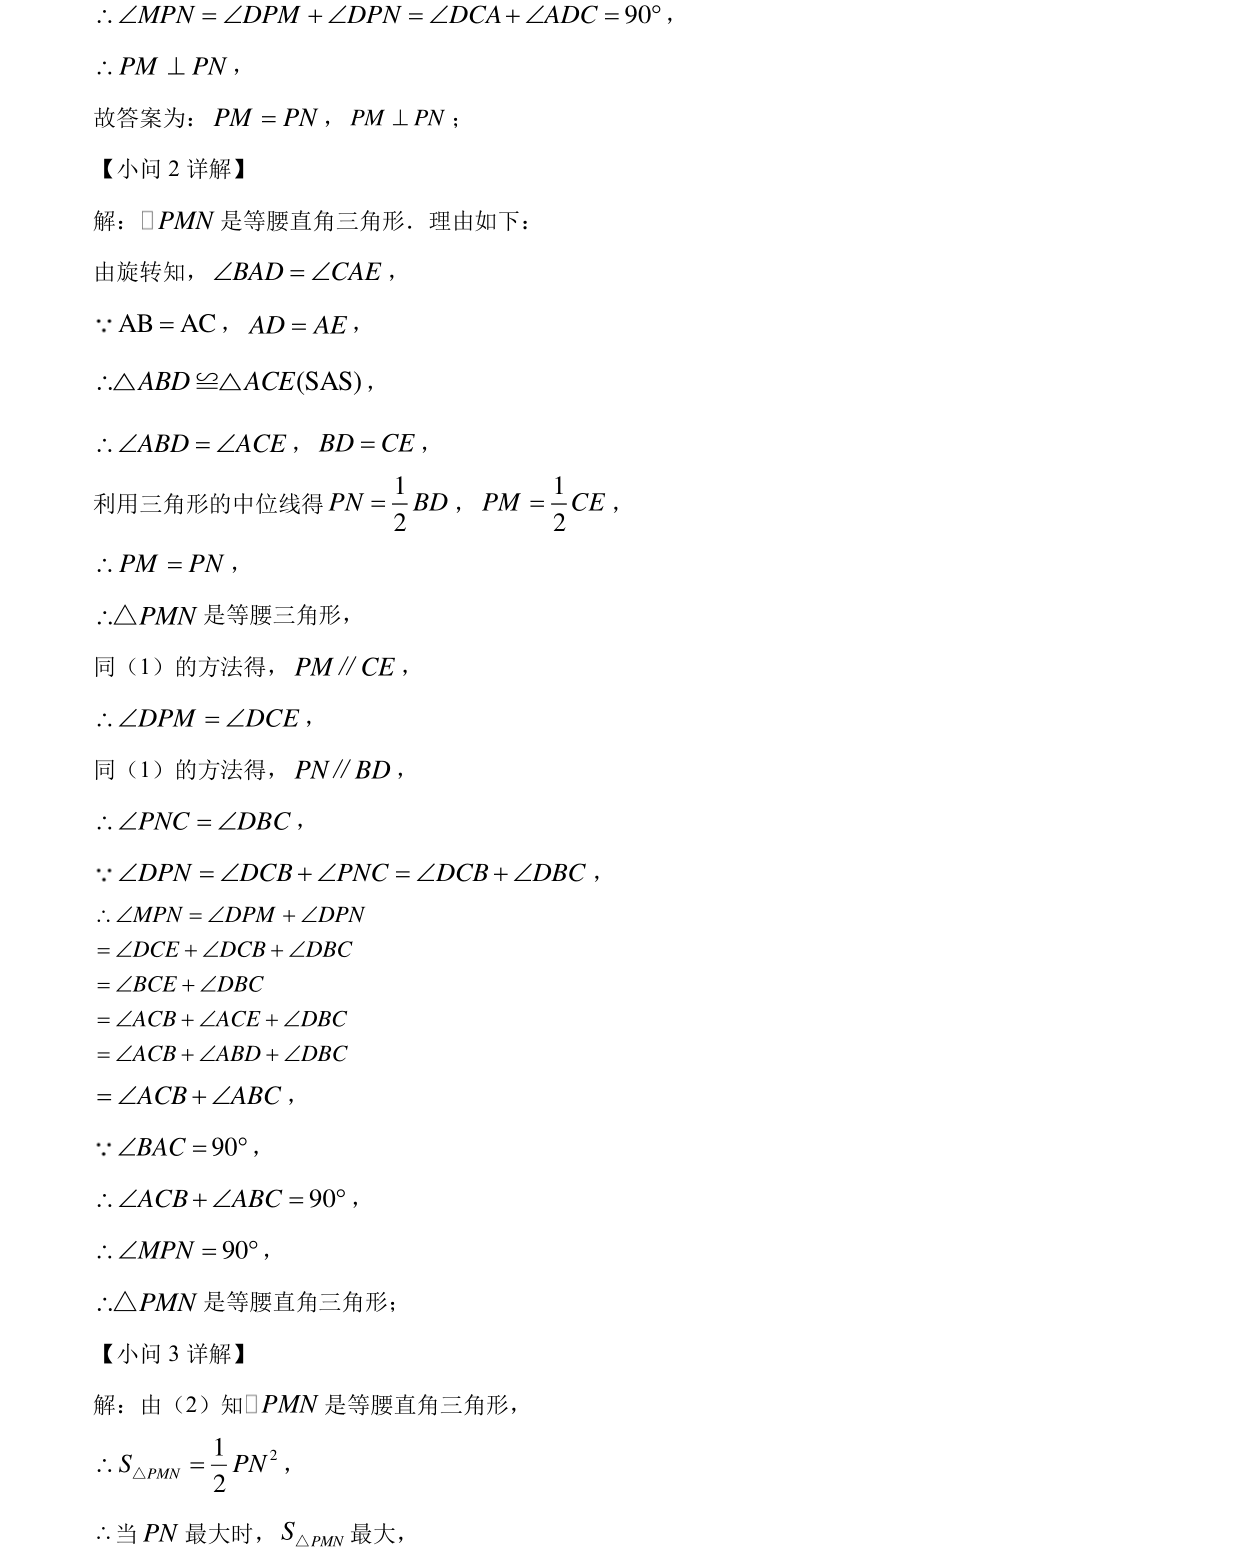 ∴∠MPN = ∠DPM + ∠DPN = ∠DCA + ∠ADC = 90°，
∴PM ⊥ PN，
故答案为：PM = PN，PM ⊥ PN；
【小问 2 详解】
解：□PMN 是等腰直角三角形．理由如下：
由旋转知，∠BAD = ∠CAE，
∵AB = AC，AD = AE，
∴△ABD≌△ACE(SAS)，
∴∠ABD = ∠ACE，BD = CE，
利用三角形的中位线得 PN = 1/2 BD，PM = 1/2 CE，
∴PM = PN，
∴△PMN 是等腰三角形，
同（1）的方法得，PM∥CE，
∴∠DPM = ∠DCE，
同（1）的方法得，PN∥BD，
∴∠PNC = ∠DBC，
∵∠DPN = ∠DCB + ∠PNC = ∠DCB + ∠DBC，
∴∠MPN = ∠DPM + ∠DPN
= ∠DCE + ∠DCB + ∠DBC
= ∠BCE + ∠DBC
= ∠ACB + ∠ACE + ∠DBC
= ∠ACB + ∠ABD + ∠DBC
= ∠ACB + ∠ABC，
∵∠BAC = 90°，
∴∠ACB + ∠ABC = 90°，
∴∠MPN = 90°，
∴△PMN 是等腰直角三角形；
【小问 3 详解】
解：由（2）知□PMN 是等腰直角三角形，
∴S△PMN = 1/2 PN²，
∴当 PN 最大时，S△PMN 最大，